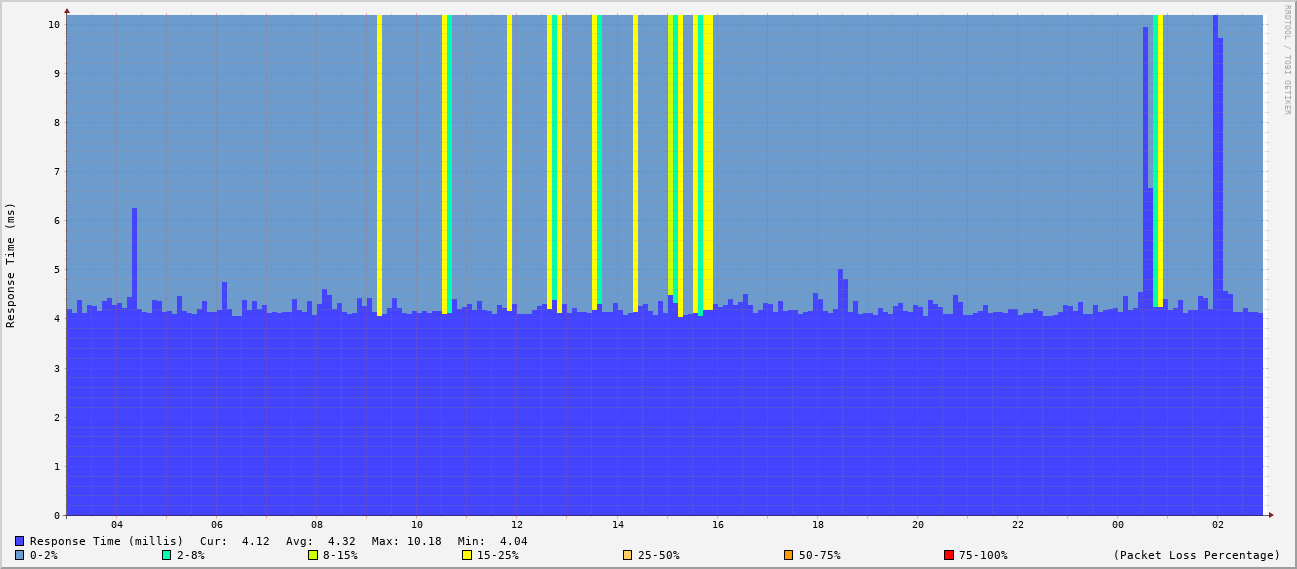 RRDTOOL / TOBI OETIKER
Response Time (ms)
10
9
8
7
6
5
4
3
2
1
0
04 06 08 10 12 14 16 18 20 22 00 02
Response Time (millis) Cur: 4.12 Avg: 4.32 Max: 10.18 Min: 4.04
0-2% 2-8% 8-15% 15-25% 25-50% 50-75% 75-100% (Packet Loss Percentage)